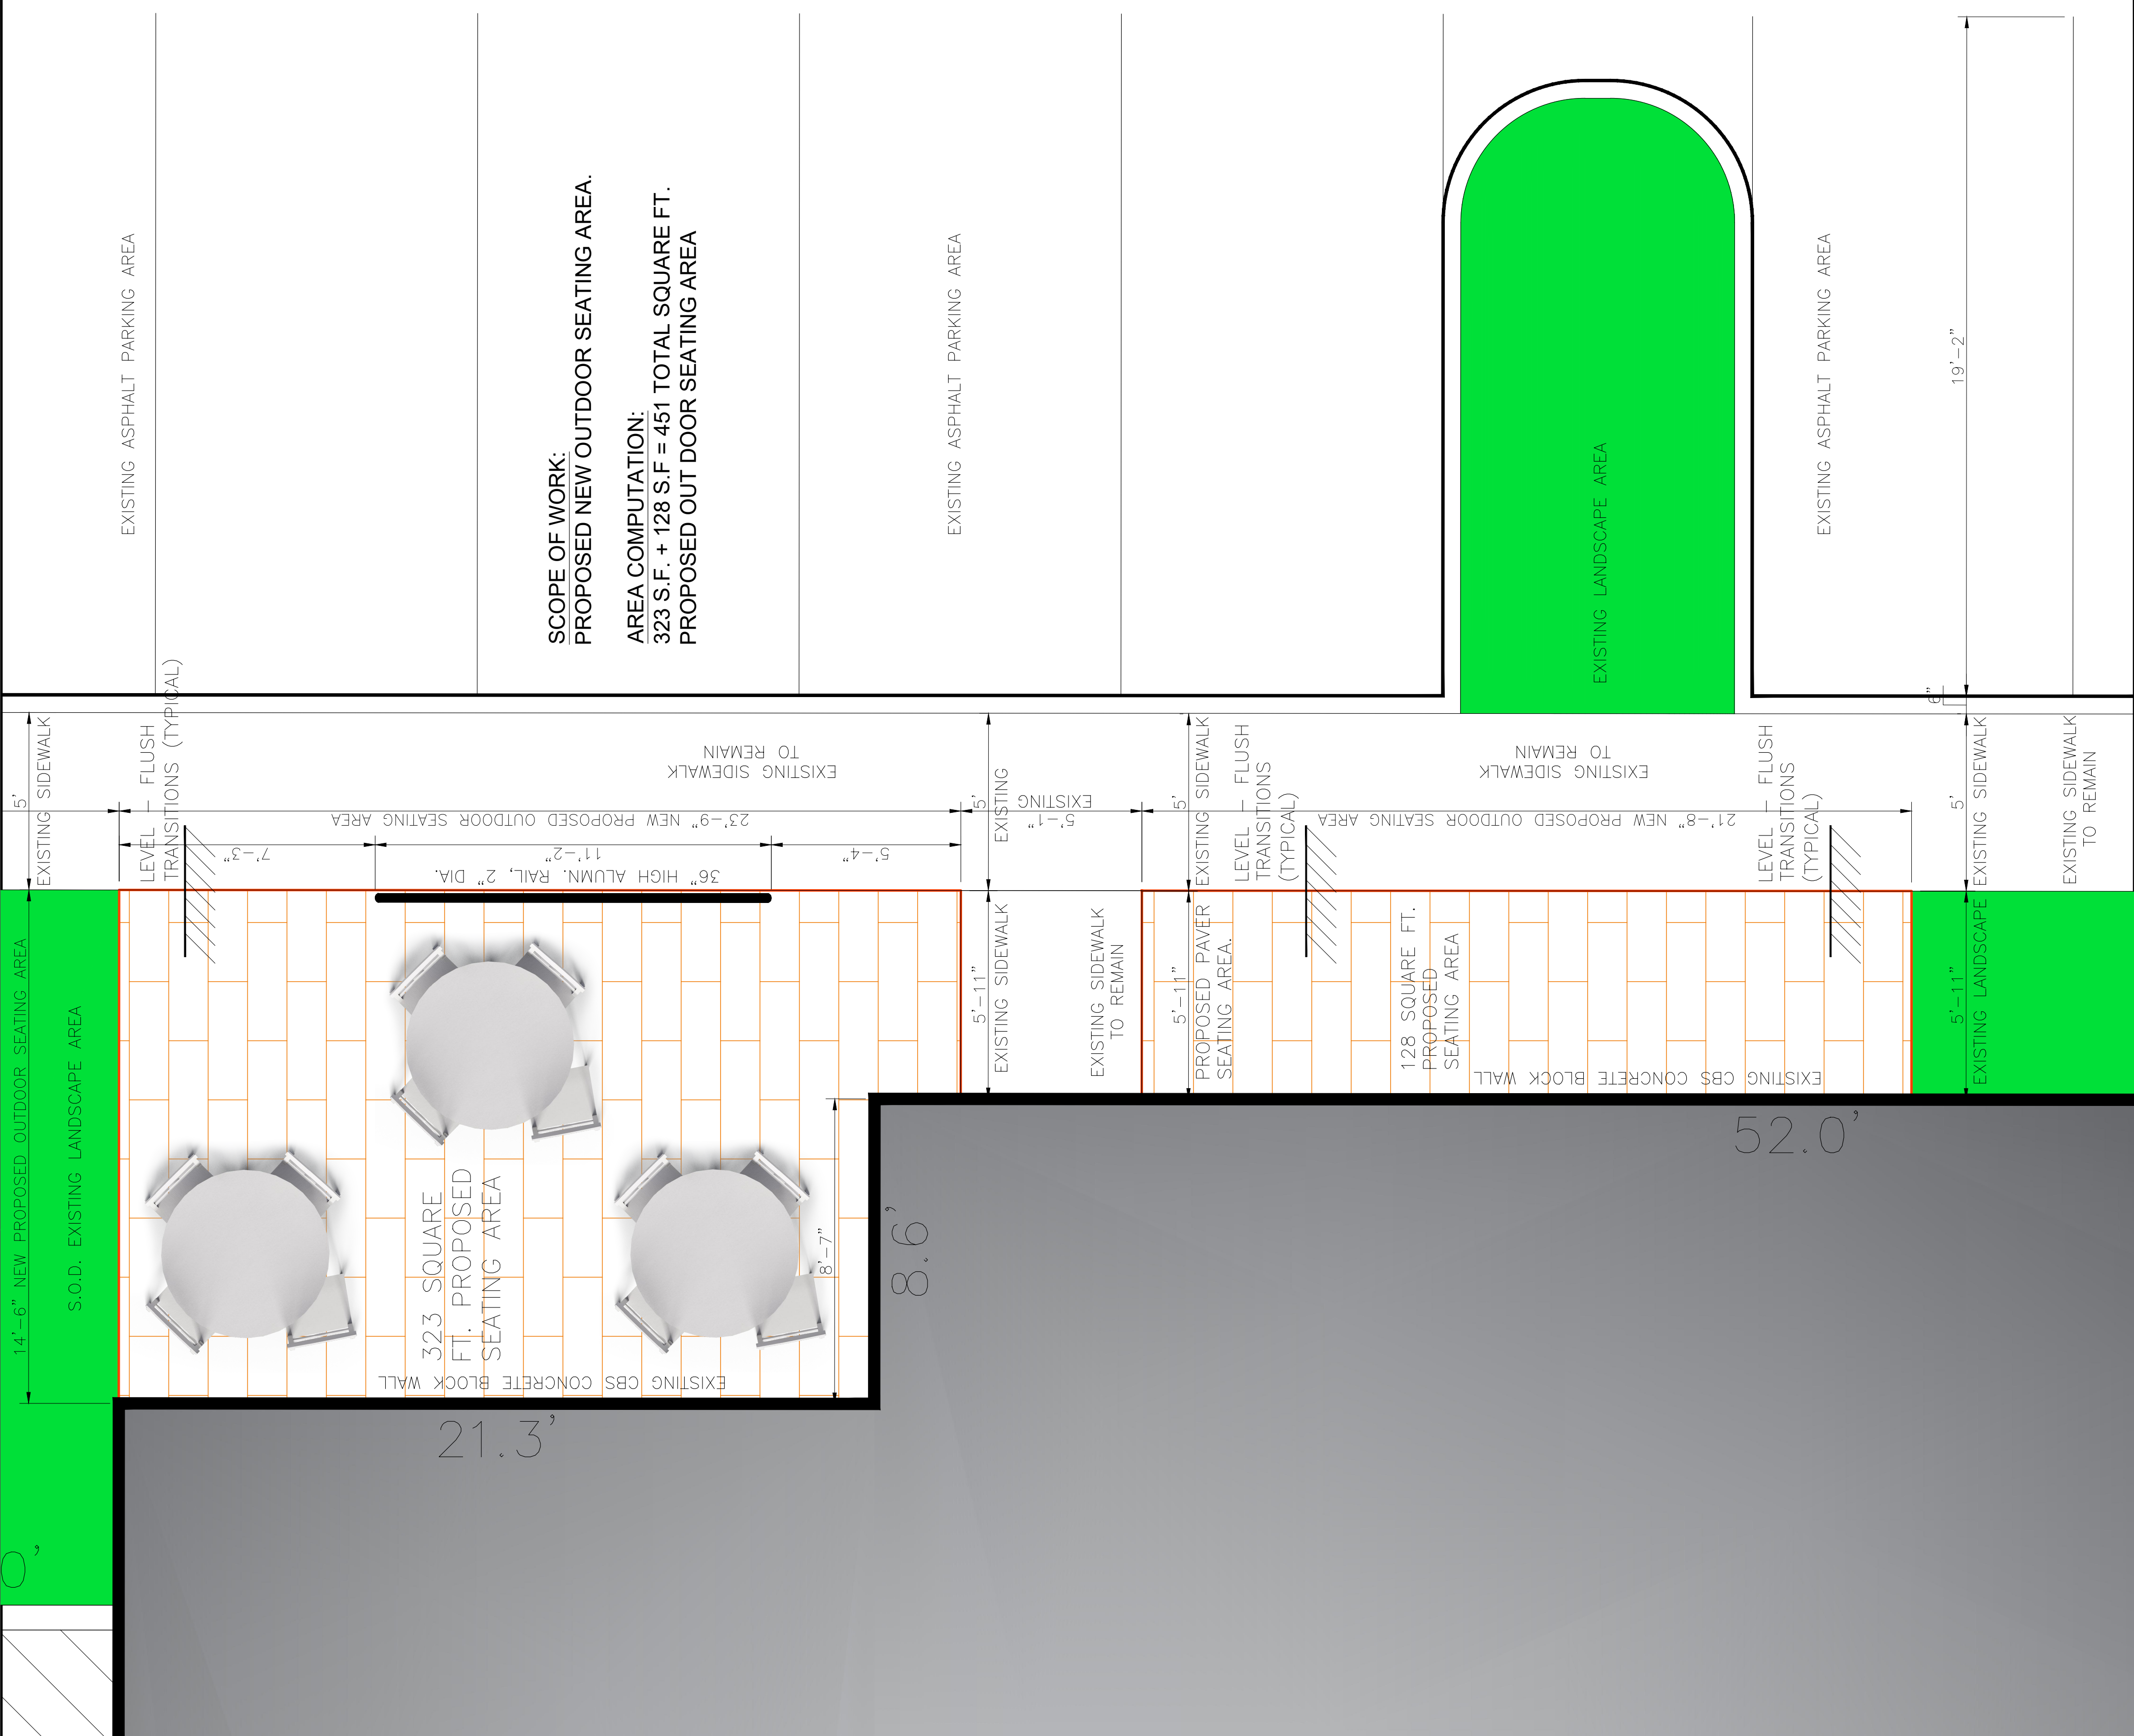 EXISTING ASPHALT PARKING AREA
SCOPE OF WORK:
PROPOSED NEW OUTDOOR SEATING AREA.
AREA COMPUTATION:
323 S.F. + 128 S.F = 451 TOTAL SQUARE FT.
PROPOSED OUT DOOR SEATING AREA
EXISTING ASPHALT PARKING AREA
EXISTING LANDSCAPE AREA
EXISTING ASPHALT PARKING AREA
19'-2"
6"
5'
EXISTING SIDEWALK
LEVEL - FLUSH
TRANSITIONS (TYPICAL)
EXISTING SIDEWALK
TO REMAIN
23'-9" NEW PROPOSED OUTDOOR SEATING AREA
7'-3"
11'-2"
5'-4"
36" HIGH ALUMN. RAIL, 2" DIA.
5'
EXISTING
5'-1"
EXISTING
5'
EXISTING SIDEWALK
LEVEL - FLUSH
TRANSITIONS
(TYPICAL)
EXISTING SIDEWALK
TO REMAIN
21'-8" NEW PROPOSED OUTDOOR SEATING AREA
LEVEL - FLUSH
TRANSITIONS
(TYPICAL)
5'
EXISTING SIDEWALK
EXISTING SIDEWALK
TO REMAIN
14'-6" NEW PROPOSED OUTDOOR SEATING AREA
S.O.D. EXISTING LANDSCAPE AREA
323 SQUARE
FT. PROPOSED
SEATING AREA
EXISTING CBS CONCRETE BLOCK WALL
8'-7"
5'-11"
EXISTING SIDEWALK
EXISTING SIDEWALK
TO REMAIN
5'-11"
PROPOSED PAVER
SEATING AREA.
128 SQUARE FT.
PROPOSED
SEATING AREA
EXISTING CBS CONCRETE BLOCK WALL
5'-11"
EXISTING LANDSCAPE
21.3'
8.6'
52.0'
0'